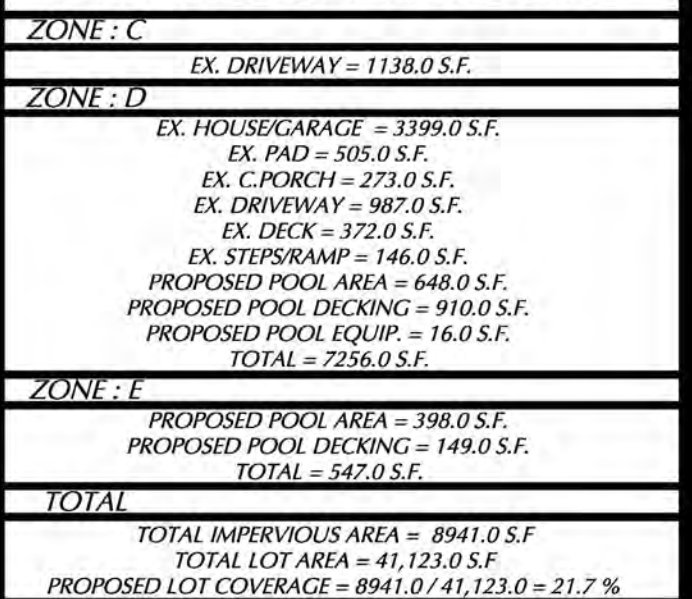 ZONE : C
EX. DRIVEWAY = 1138.0 S.F.
ZONE : D
EX. HOUSE/GARAGE = 3399.0 S.F.
EX. PAD = 505.0 S.F.
EX. C.PORCH = 273.0 S.F.
EX. DRIVEWAY = 987.0 S.F.
EX. DECK = 372.0 S.F.
EX. STEPS/RAMP = 146.0 S.F.
PROPOSED POOL AREA = 648.0 S.F.
PROPOSED POOL DECKING = 910.0 S.F.
PROPOSED POOL EQUIP. = 16.0 S.F.
TOTAL = 7256.0 S.F.
ZONE : E
PROPOSED POOL AREA = 398.0 S.F.
PROPOSED POOL DECKING = 149.0 S.F.
TOTAL = 547.0 S.F.
TOTAL
TOTAL IMPERVIOUS AREA = 8941.0 S.F
TOTAL LOT AREA = 41,123.0 S.F.
PROPOSED LOT COVERAGE = 8941.0 / 41,123.0 = 21.7 %